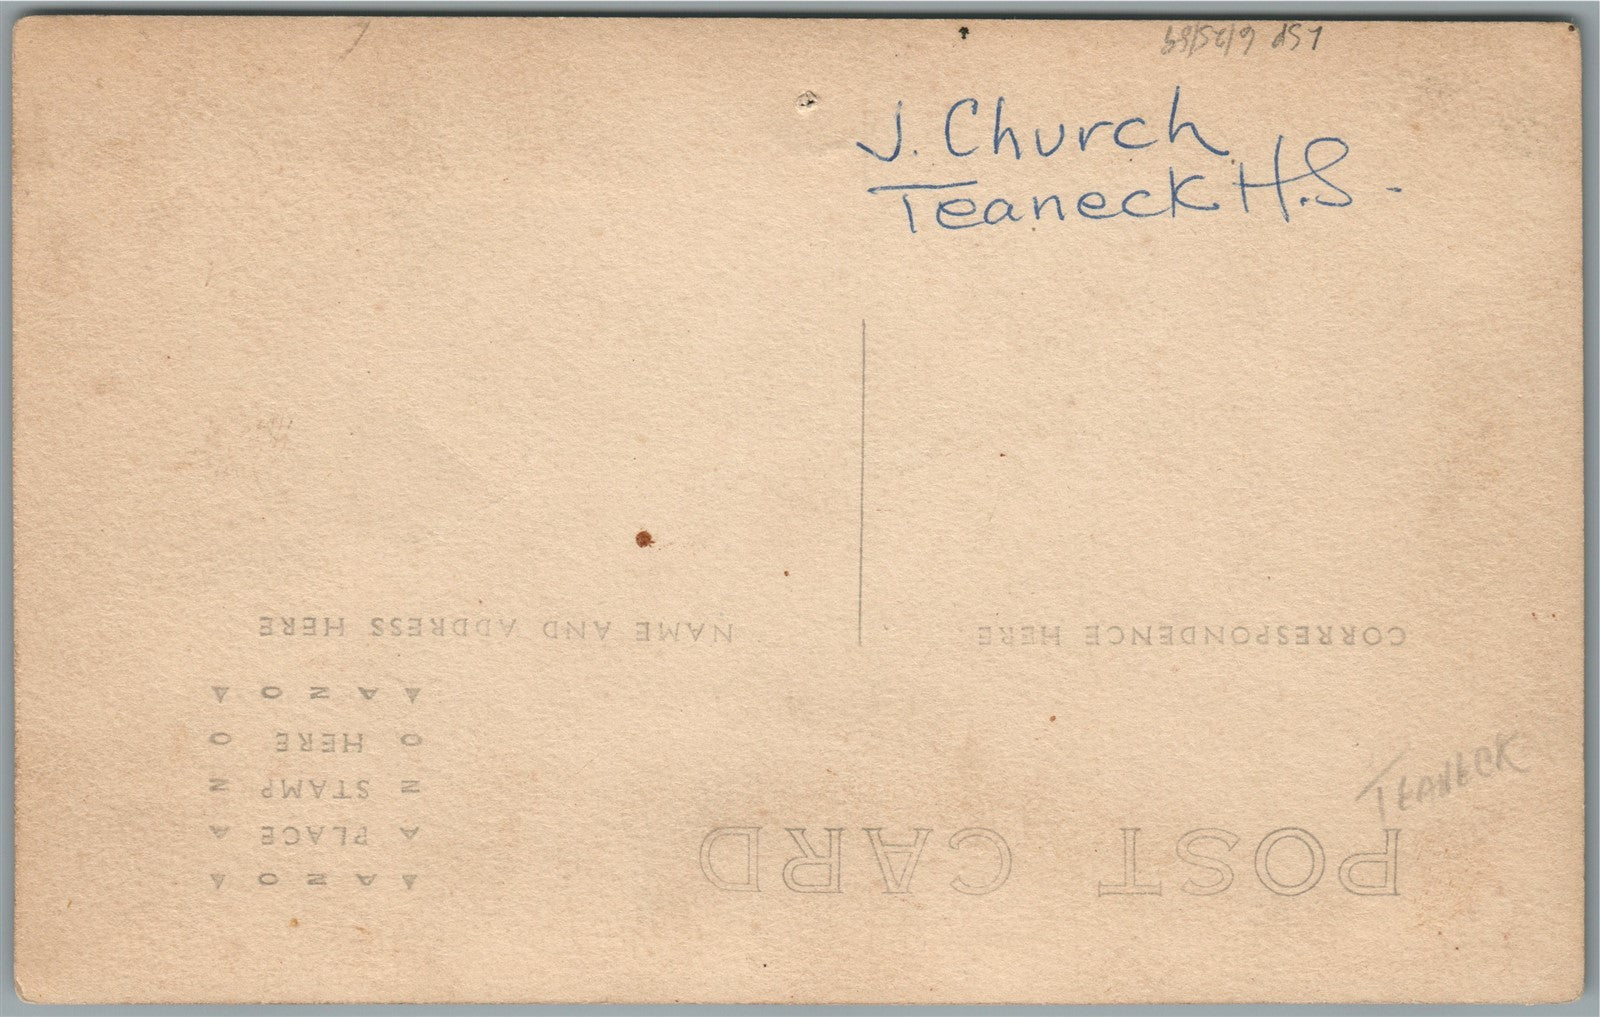 J. Church
Teaneck H.S.
Teaneck
POST CARD
CORRESPONDENCE HERE
NAME AND ADDRESS HERE
▲ A Z O ▲
A PLACE A
Z STAMP Z
O HERE O
▲ A Z O ▲